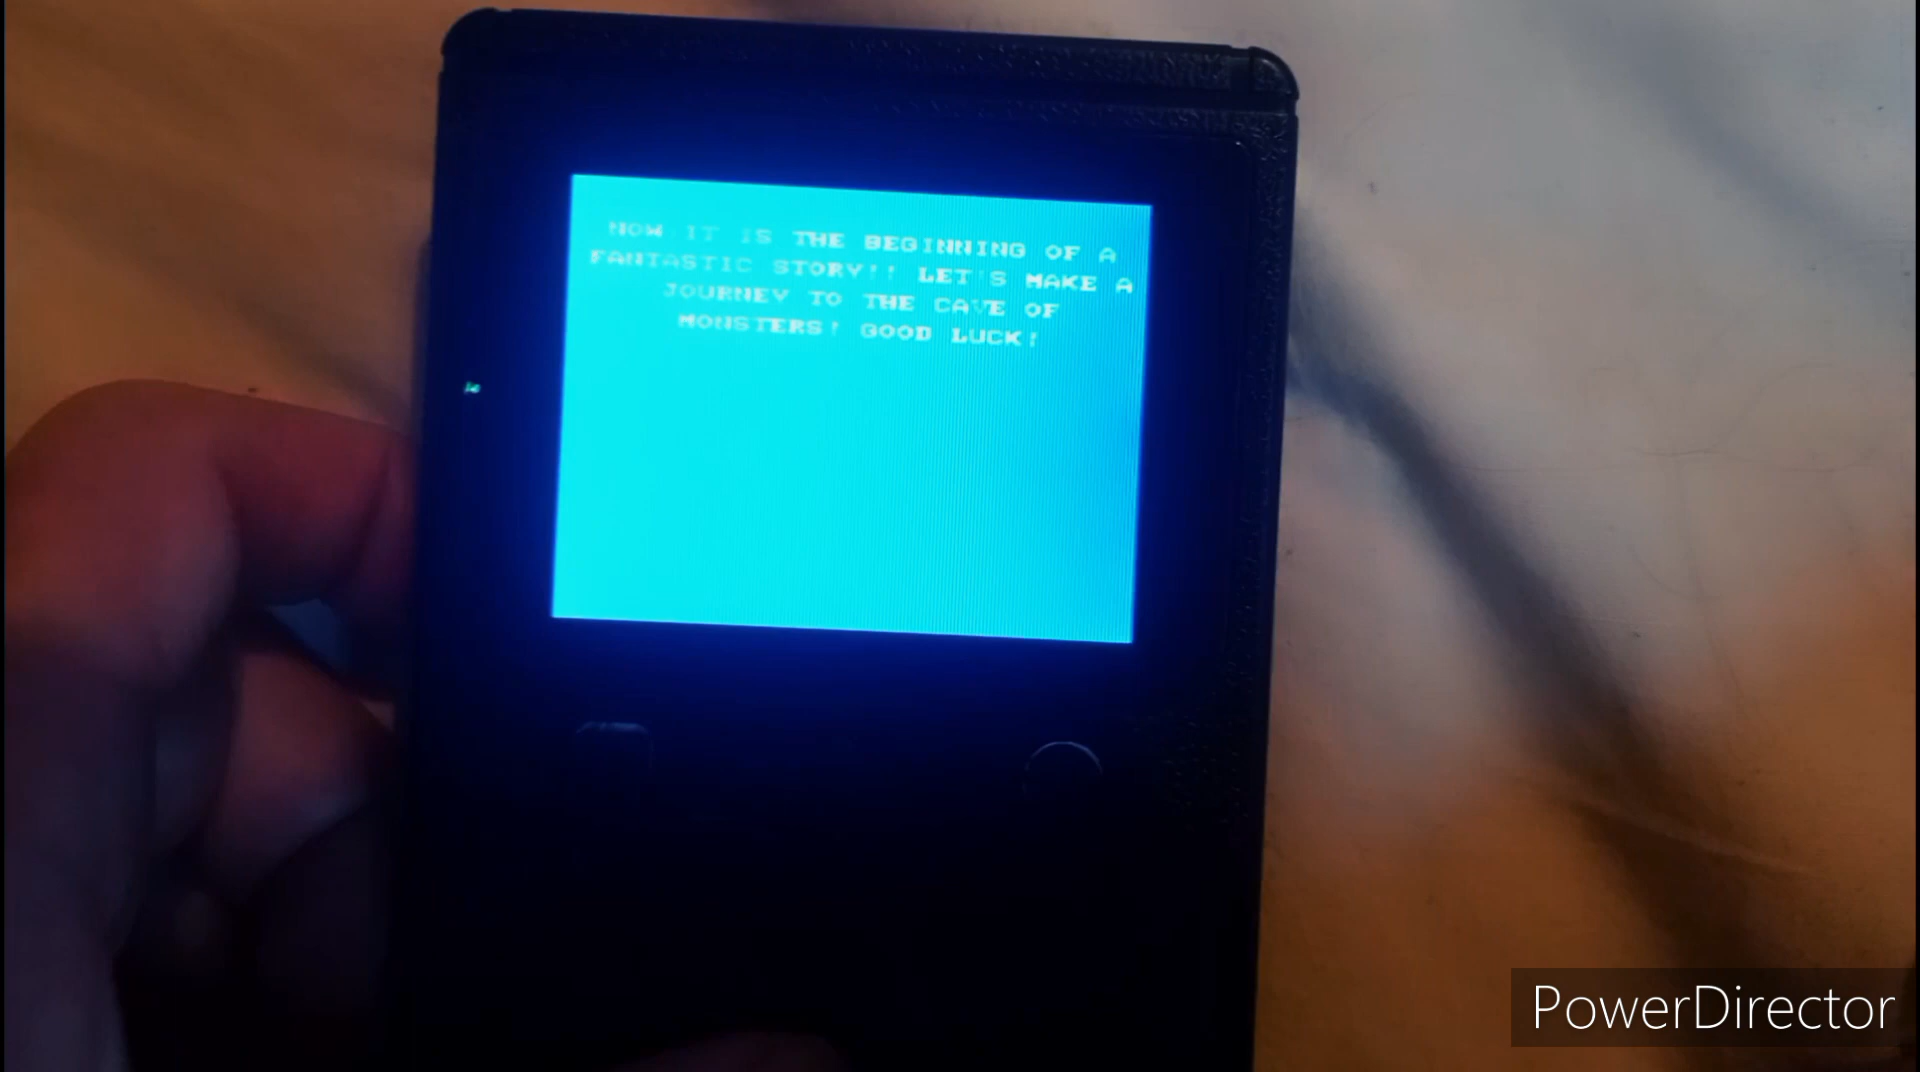 NOW IT IS THE BEGINNING OF A
FANTASTIC STORY!! LET'S MAKE A
JOURNEY TO THE CAVE OF
MONSTERS! GOOD LUCK!
PowerDirector